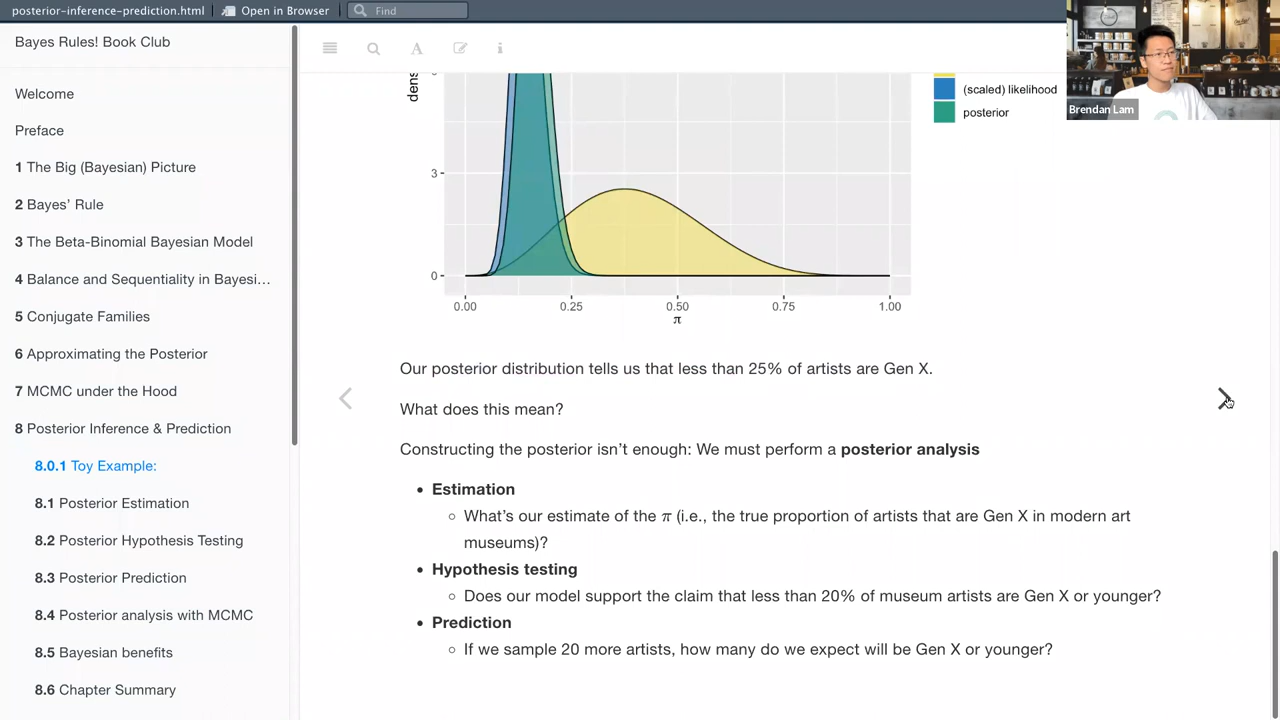 posterior-inference-prediction.html
Open in Browser
Find
Bayes Rules! Book Club
Welcome
Preface
1 The Big (Bayesian) Picture
2 Bayes' Rule
3 The Beta-Binomial Bayesian Model
4 Balance and Sequentiality in Bayesi…
5 Conjugate Families
6 Approximating the Posterior
7 MCMC under the Hood
8 Posterior Inference & Prediction
8.0.1 Toy Example:
8.1 Posterior Estimation
8.2 Posterior Hypothesis Testing
8.3 Posterior Prediction
8.4 Posterior analysis with MCMC
8.5 Bayesian benefits
8.6 Chapter Summary
A
i
dens
3
0
0.00 0.25 0.50 0.75 1.00
π
(scaled) likelihood
posterior
Brendan Lam
Our posterior distribution tells us that less than 25% of artists are Gen X.
What does this mean?
Constructing the posterior isn't enough: We must perform a posterior analysis
• Estimation
◦ What's our estimate of the π (i.e., the true proportion of artists that are Gen X in modern art
museums)?
• Hypothesis testing
◦ Does our model support the claim that less than 20% of museum artists are Gen X or younger?
• Prediction
◦ If we sample 20 more artists, how many do we expect will be Gen X or younger?